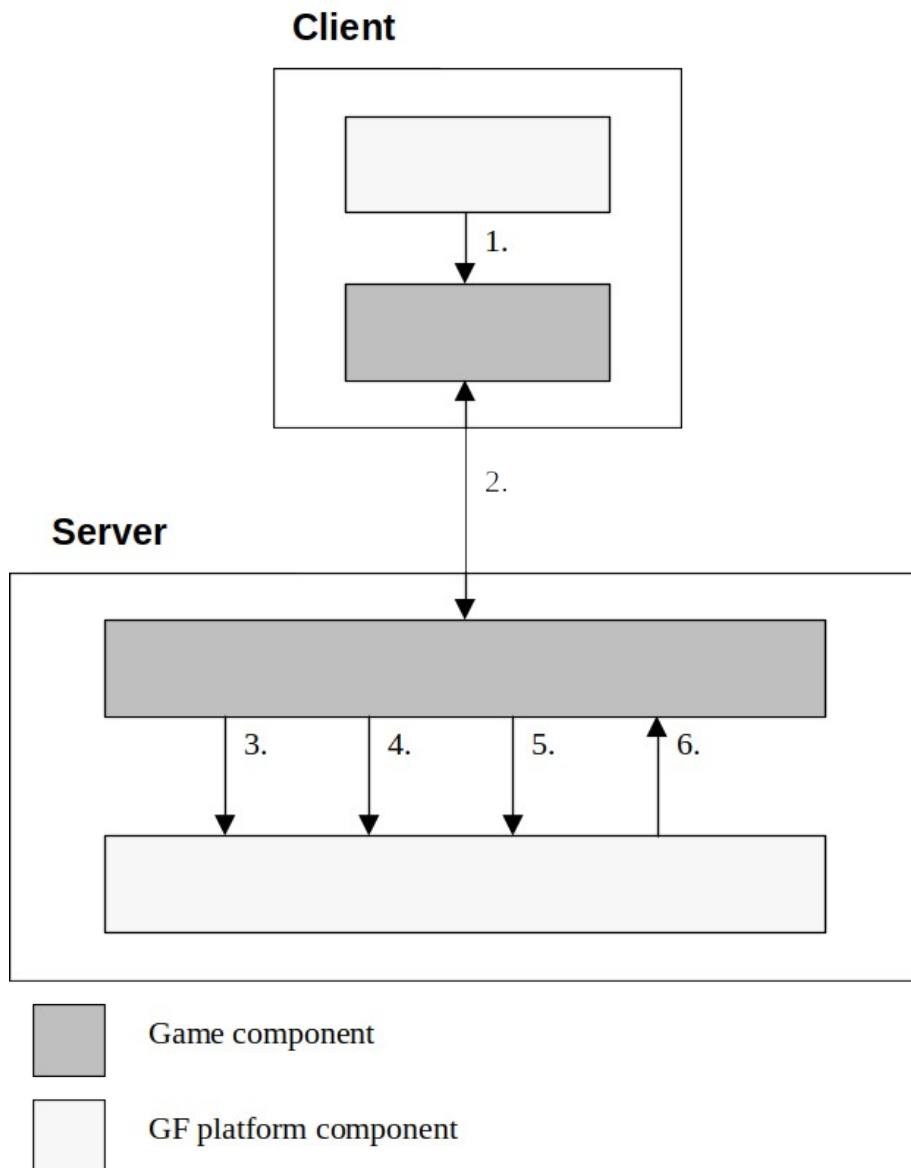 Client
1.
2.
Server
3. 4. 5. 6.
Game component
GF platform component